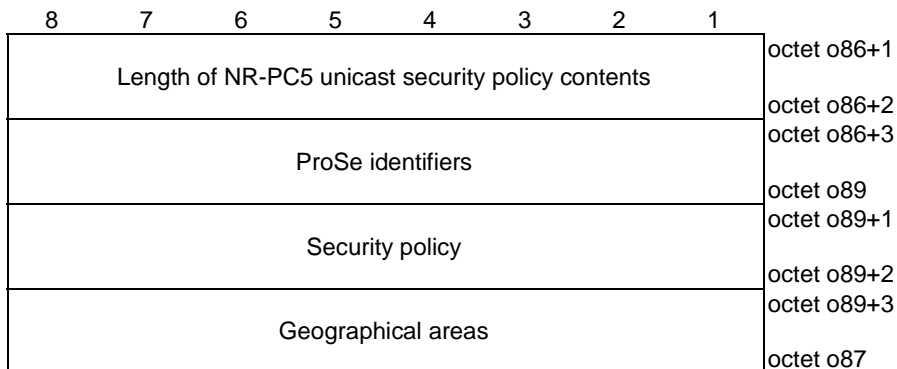 8 7 6 5 4 3 2 1
octet o86+1
Length of NR-PC5 unicast security policy contents
octet o86+2
octet o86+3
ProSe identifiers
octet o89
octet o89+1
Security policy
octet o89+2
octet o89+3
Geographical areas
octet o87